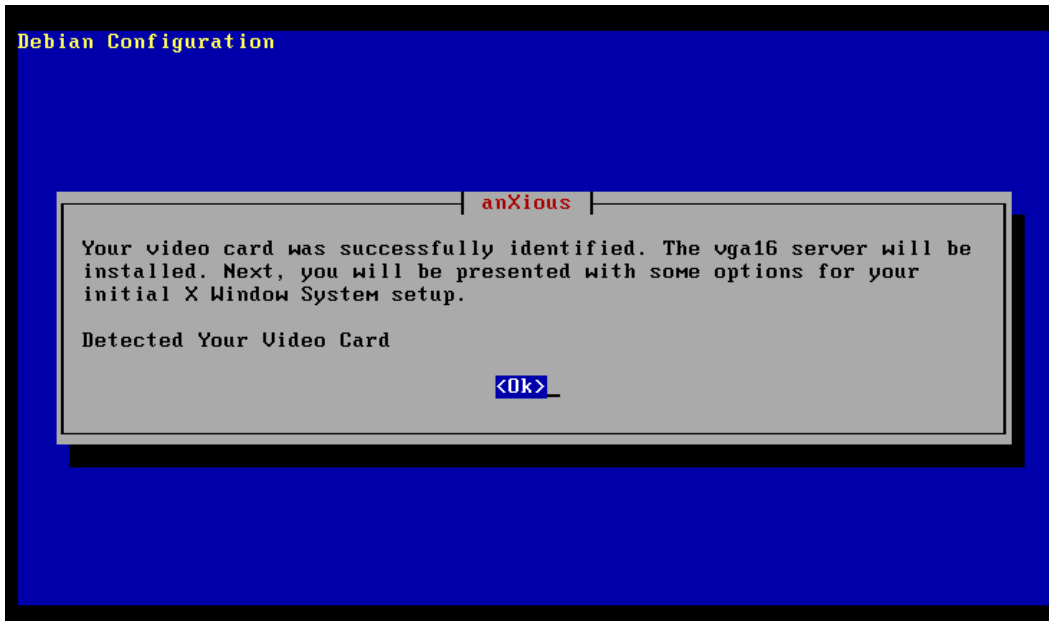 Debian Configuration
anXious
Your video card was successfully identified. The vga16 server will be
installed. Next, you will be presented with some options for your
initial X Window System setup.
Detected Your Video Card
<Ok>